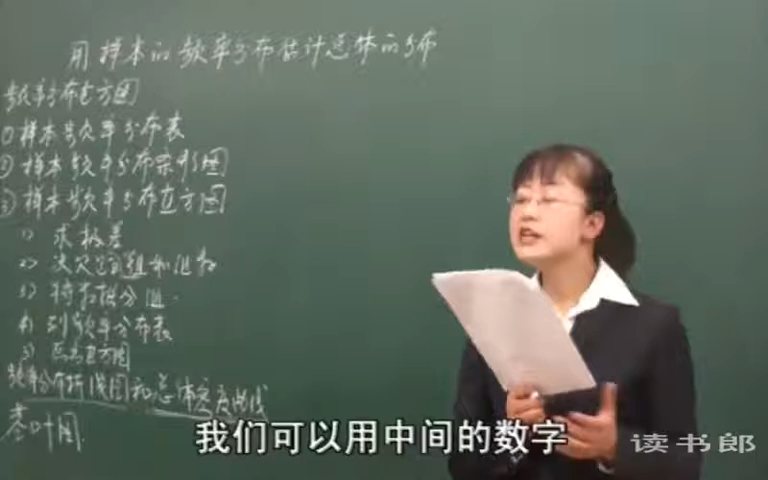 用样本的频率分布估计总体的分布
频率分布直方图
①样本频率分布表
②样本频率分布条形图
③样本频率分布直方图
1) 求极差
2) 决定组距和组数
3) 将数据分组.
4) 列频率分布表
5) 画直方图
频率分布折线图和总体密度曲线
茎叶图.
我们可以用中间的数字
读书郎